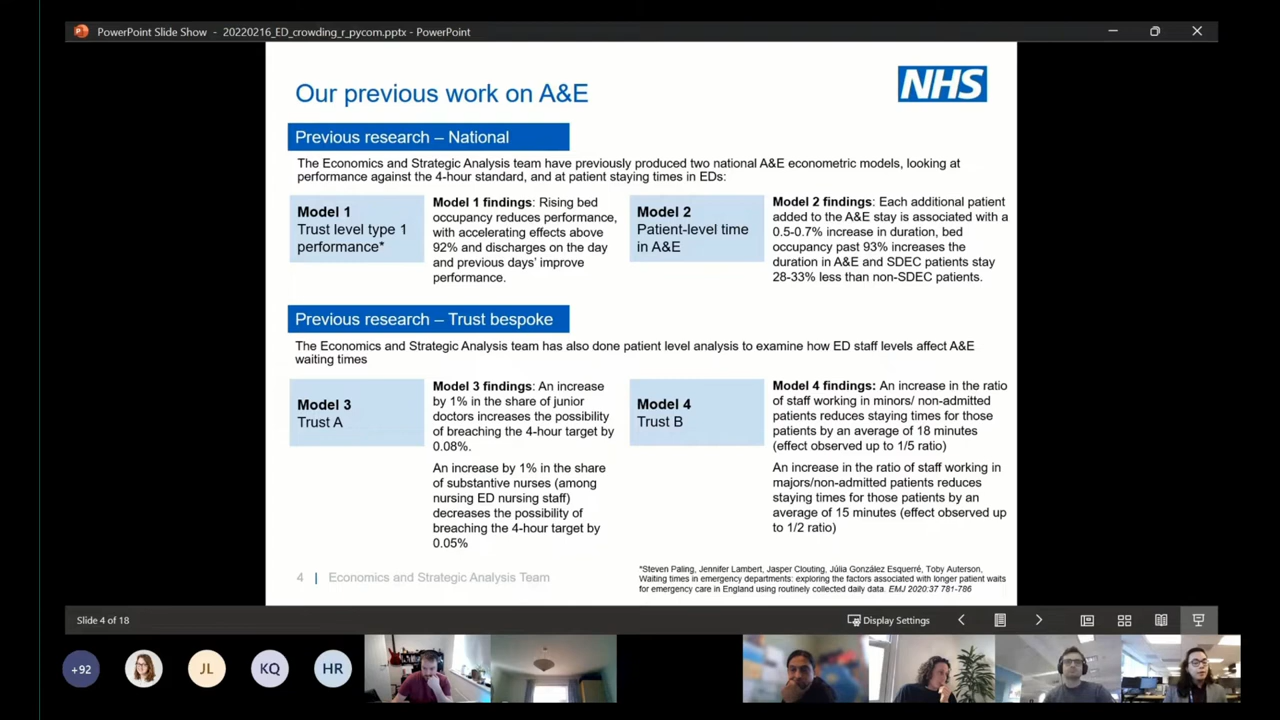 PowerPoint Slide Show - 20220216_ED_crowding_r_pycom.pptx - PowerPoint
NHS
Our previous work on A&E
Previous research – National
The Economics and Strategic Analysis team have previously produced two national A&E econometric models, looking at
performance against the 4-hour standard, and at patient staying times in EDs:
Model 1
Trust level type 1
performance*
Model 1 findings: Rising bed
occupancy reduces performance,
with accelerating effects above
92% and discharges on the day
and previous days' improve
performance.
Model 2
Patient-level time
in A&E
Model 2 findings: Each additional patient
added to the A&E stay is associated with a
0.5-0.7% increase in duration, bed
occupancy past 93% increases the
duration in A&E and SDEC patients stay
28-33% less than non-SDEC patients.
Previous research – Trust bespoke
The Economics and Strategic Analysis team has also done patient level analysis to examine how ED staff levels affect A&E
waiting times
Model 3
Trust A
Model 3 findings: An increase
by 1% in the share of junior
doctors increases the possibility
of breaching the 4-hour target by
0.08%.
An increase by 1% in the share
of substantive nurses (among
nursing ED nursing staff)
decreases the possibility of
breaching the 4-hour target by
0.05%
Model 4
Trust B
Model 4 findings: An increase in the ratio
of staff working in minors/ non-admitted
patients reduces staying times for those
patients by an average of 18 minutes
(effect observed up to 1/5 ratio)
An increase in the ratio of staff working in
majors/non-admitted patients reduces
staying times for those patients by an
average of 15 minutes (effect observed up
to 1/2 ratio)
4 | Economics and Strategic Analysis Team
*Steven Paling, Jennifer Lambert, Jasper Clouting, Júlia González Esquerré, Toby Auterson,
Waiting times in emergency departments: exploring the factors associated with longer patient waits
for emergency care in England using routinely collected daily data. EMJ 2020:37 781-786
Slide 4 of 18
Display Settings
+92
JL
KQ
HR